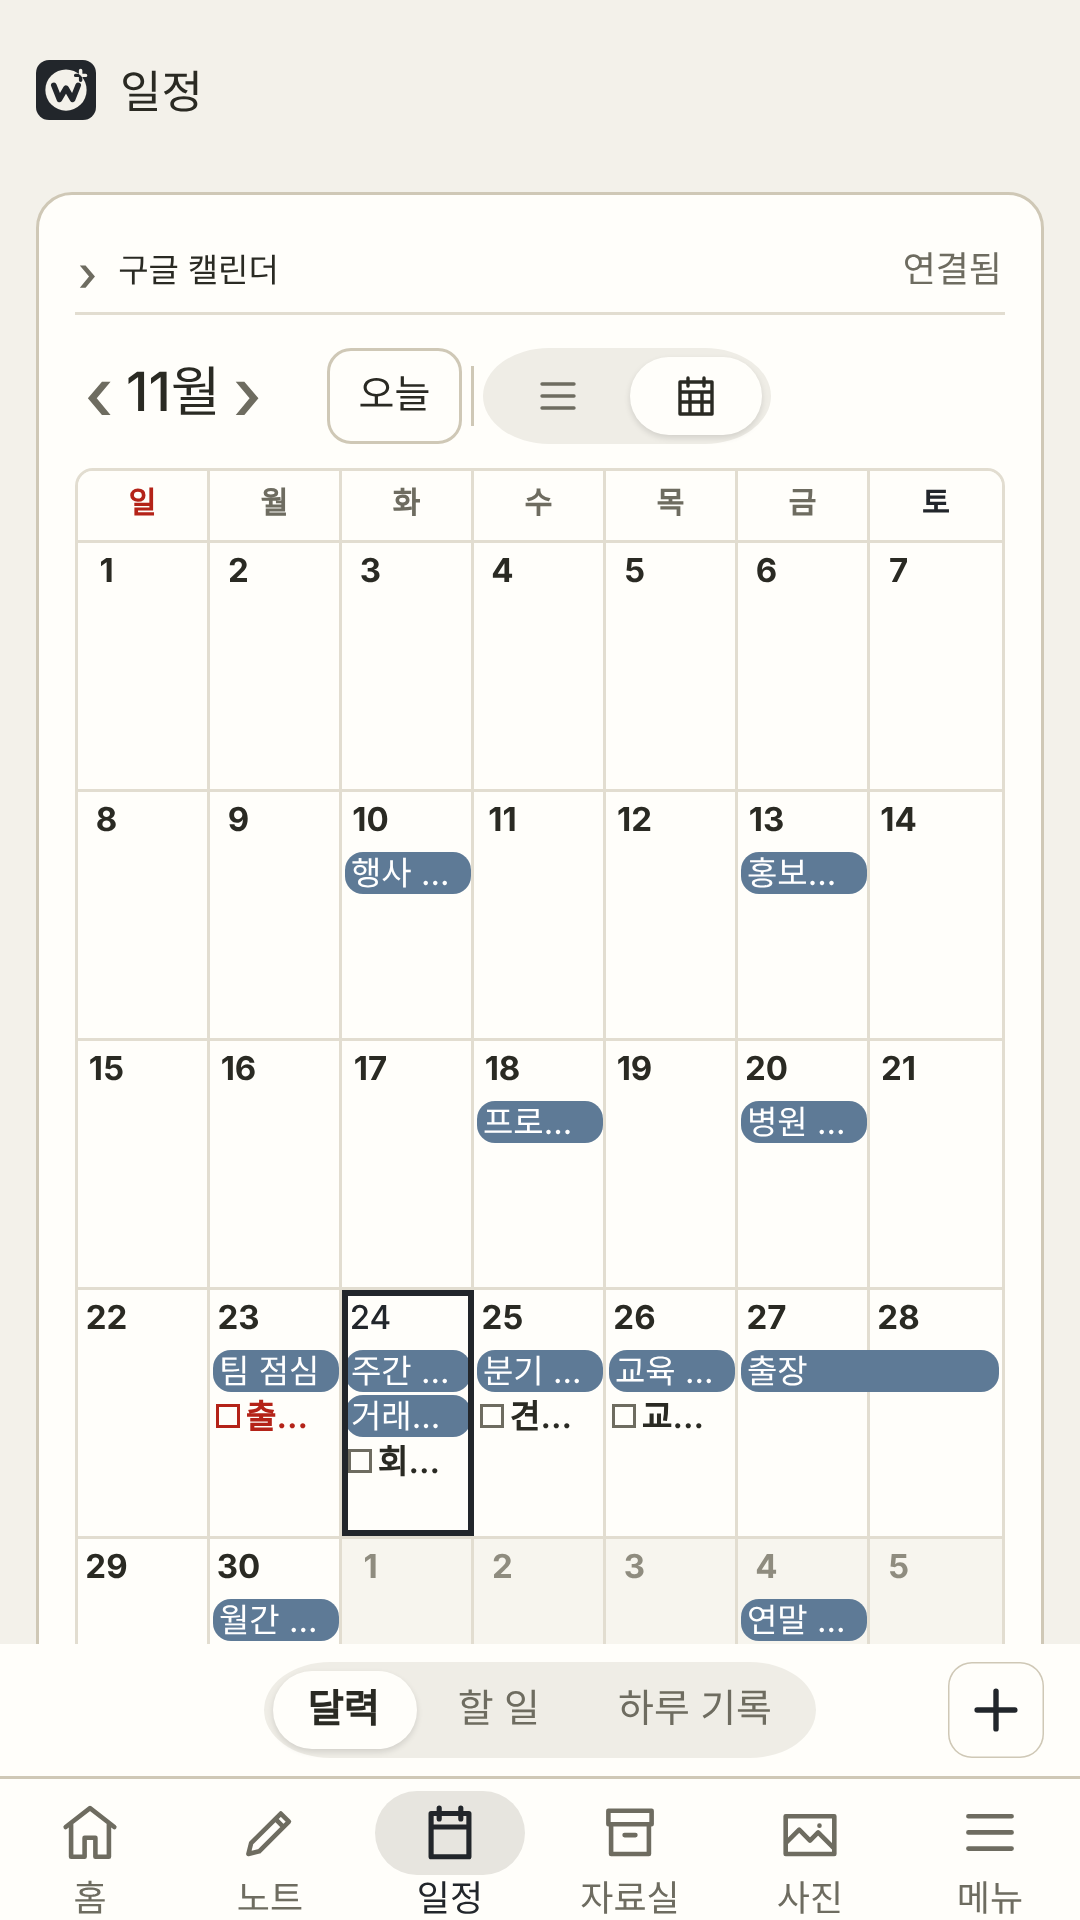 일정
구글 캘린더 연결됨
11월 오늘
일 월 화 수 목 금 토
1 2 3 4 5 6 7
8 9 10 11 12 13 14
행사 ... 홍보...
15 16 17 18 19 20 21
프로... 병원 ...
22 23 24 25 26 27 28
팀 점심 주간 ... 분기 ... 교육 ... 출장
출... 거래... 견... 교...
회...
29 30 1 2 3 4 5
월간 ... 연말 ...
달력 할 일 하루 기록
홈 노트 일정 자료실 사진 메뉴